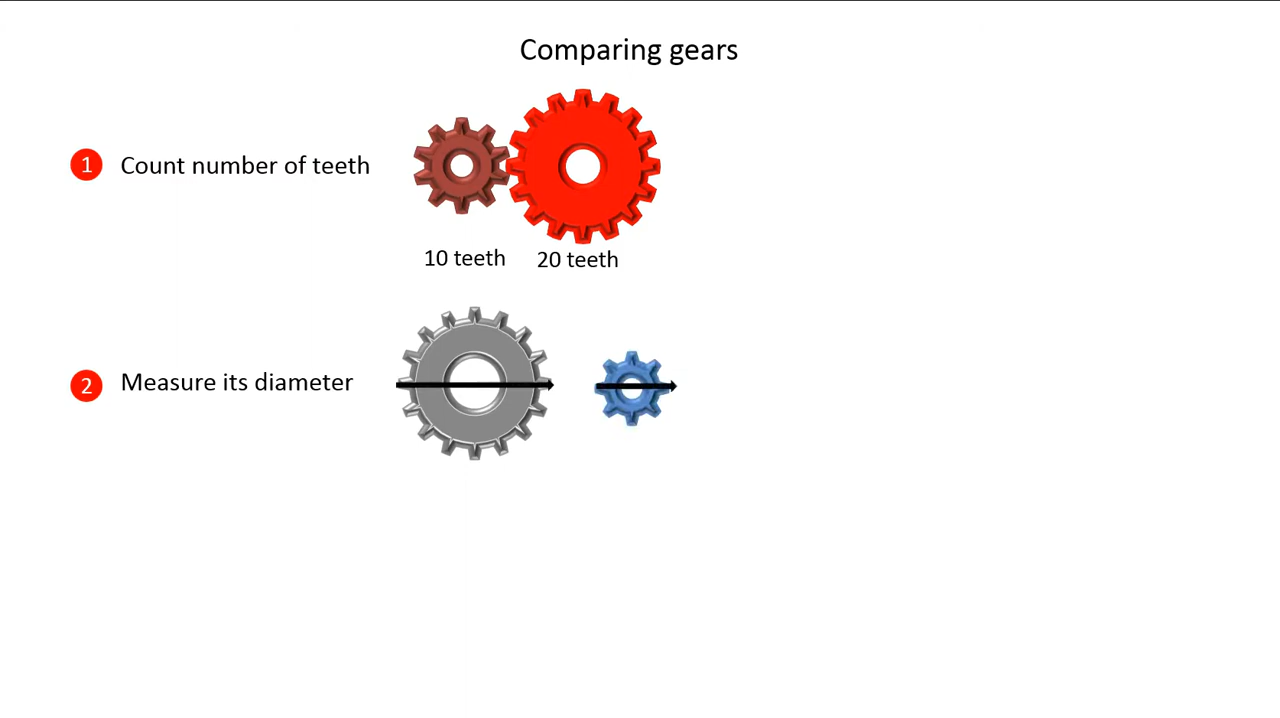 Comparing gears
1 Count number of teeth
10 teeth 20 teeth
2 Measure its diameter